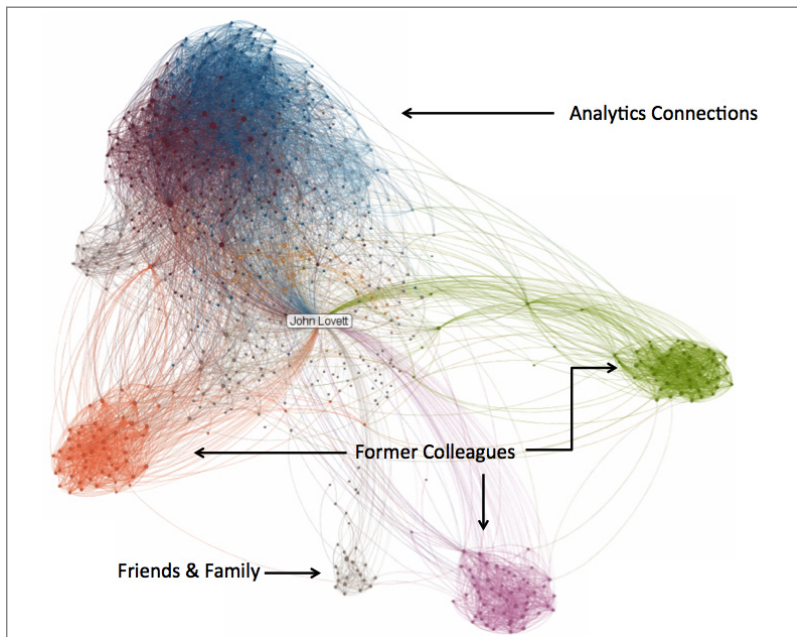 Analytics Connections
John Lovett
Former Colleagues
Friends & Family